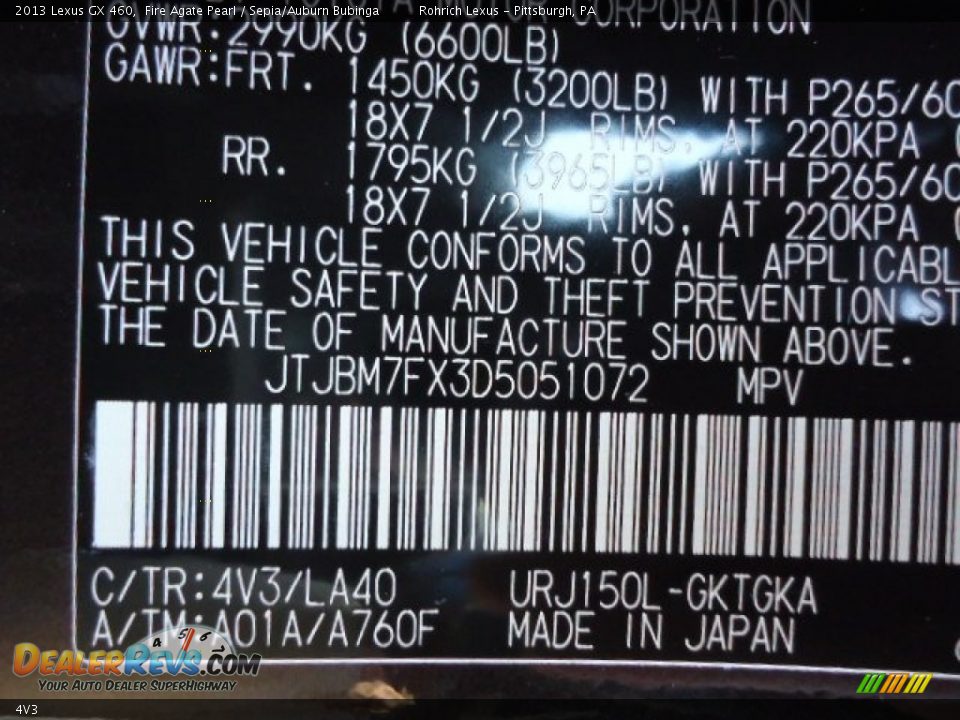 2013 Lexus GX 460, Fire Agate Pearl / Sepia/Auburn Bubinga Rohrich Lexus - Pittsburgh, PA
CORPORATION
GVWR:2990KG (6600LB)
GAWR:FRT. 1450KG (3200LB) WITH P265/60
18X7 1/2J RIMS, AT 220KPA (
RR. 1795KG (3965LB) WITH P265/60
18X7 1/2J RIMS, AT 220KPA (
THIS VEHICLE CONFORMS TO ALL APPLICABL
VEHICLE SAFETY AND THEFT PREVENTION ST
THE DATE OF MANUFACTURE SHOWN ABOVE.
JTJBM7FX3D5051072 MPV
C/TR:4V3/LA40 URJ150L-GKTGKA
A/TM:A01A/A760F MADE IN JAPAN
DEALERREVS.COM
YOUR AUTO DEALER SUPERHIGHWAY
4V3